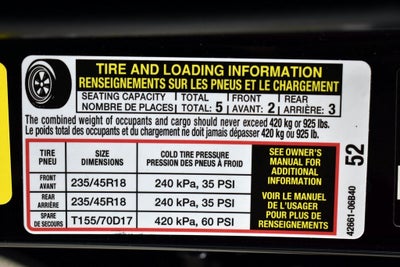 TIRE AND LOADING INFORMATION
RENSEIGNEMENTS SUR LES PNEUS ET LE CHARGEMENT
SEATING CAPACITY TOTAL FRONT REAR
NOMBRE DE PLACES TOTAL: 5 AVANT: 2 ARRIÈRE: 3
The combined weight of occupants and cargo should never exceed 420 kg or 925 lbs.
Le poids total des occupants et du chargement ne doit jamais dépasser 420 kg ou 925 lb.
TIRE SIZE COLD TIRE PRESSURE
PNEU DIMENSIONS PRESSION DES PNEUS À FROID
FRONT
AVANT 235/45R18 240 kPa, 35 PSI
REAR
ARRIÈRE 235/45R18 240 kPa, 35 PSI
SPARE
DE SECOURS T155/70D17 420 kPa, 60 PSI
SEE OWNER'S
MANUAL FOR
ADDITIONAL
INFORMATION
VOIR LE MANUEL
DE L'USAGER
POUR PLUS DE
RENSEIGNEMENTS
52
42661-06B40